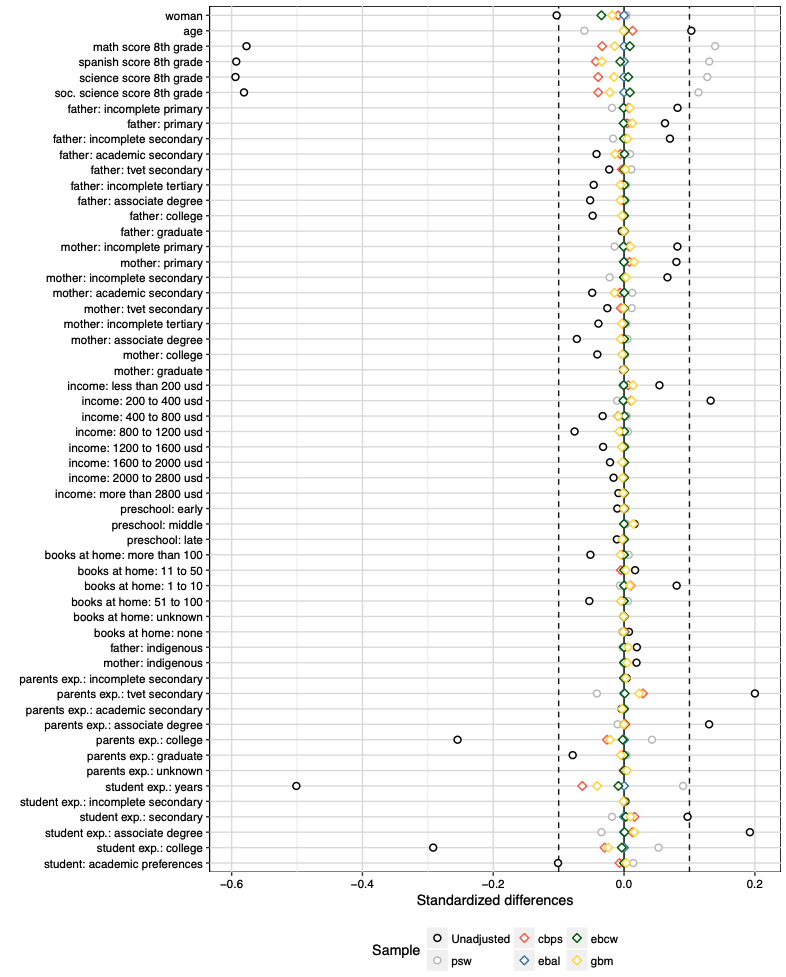 woman
age
math score 8th grade
spanish score 8th grade
science score 8th grade
soc. science score 8th grade
father: incomplete primary
father: primary
father: incomplete secondary
father: academic secondary
father: tvet secondary
father: incomplete tertiary
father: associate degree
father: college
father: graduate
mother: incomplete primary
mother: primary
mother: incomplete secondary
mother: academic secondary
mother: tvet secondary
mother: incomplete tertiary
mother: associate degree
mother: college
mother: graduate
income: less than 200 usd
income: 200 to 400 usd
income: 400 to 800 usd
income: 800 to 1200 usd
income: 1200 to 1600 usd
income: 1600 to 2000 usd
income: 2000 to 2800 usd
income: more than 2800 usd
preschool: early
preschool: middle
preschool: late
books at home: more than 100
books at home: 11 to 50
books at home: 1 to 10
books at home: 51 to 100
books at home: unknown
books at home: none
father: indigenous
mother: indigenous
parents exp.: incomplete secondary
parents exp.: tvet secondary
parents exp.: academic secondary
parents exp.: associate degree
parents exp.: college
parents exp.: graduate
parents exp.: unknown
student exp.: years
student exp.: incomplete secondary
student exp.: secondary
student exp.: associate degree
student exp.: college
student: academic preferences
−0.6 −0.4 −0.2 0.0 0.2
Standardized differences
Sample
Unadjusted cbps ebcw
psw ebal gbm